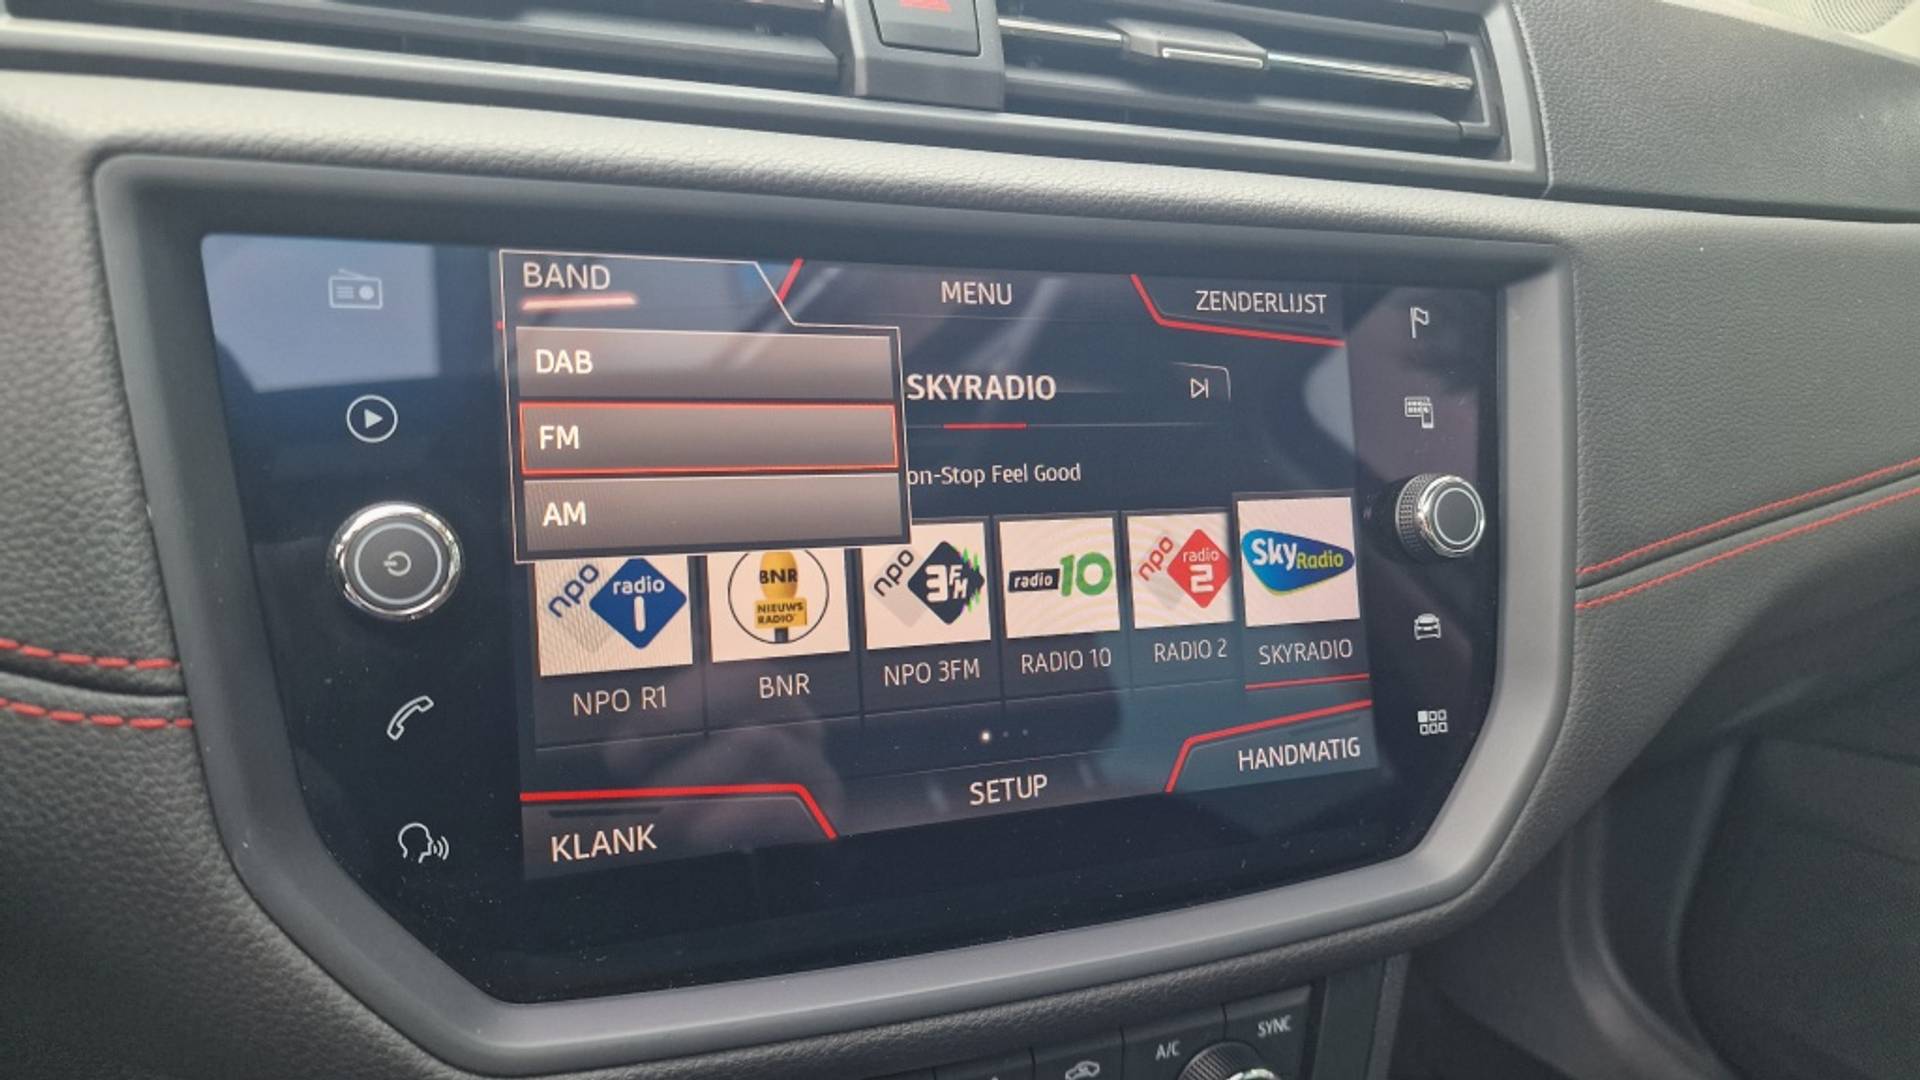 BAND
MENU
ZENDERLIJST
DAB
FM
AM
SKYRADIO
on-Stop Feel Good
npo radio 1
BNR NIEUWS RADIO
npo 3FM
radio 10
npo radio 2
Sky Radio
NPO R1
BNR
NPO 3FM
RADIO 10
RADIO 2
SKYRADIO
KLANK
SETUP
HANDMATIG
A/C
SYNC